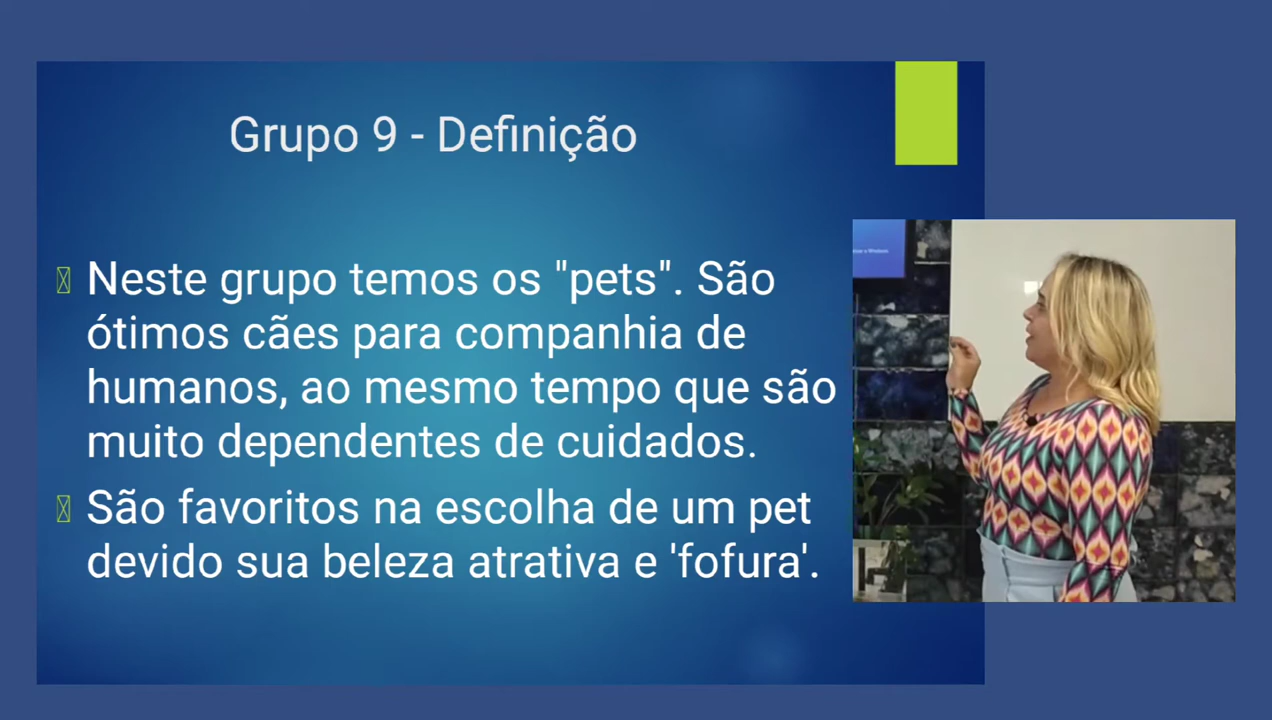 Grupo 9 - Definição
Neste grupo temos os "pets". São
ótimos cães para companhia de
humanos, ao mesmo tempo que são
muito dependentes de cuidados.
São favoritos na escolha de um pet
devido sua beleza atrativa e 'fofura'.